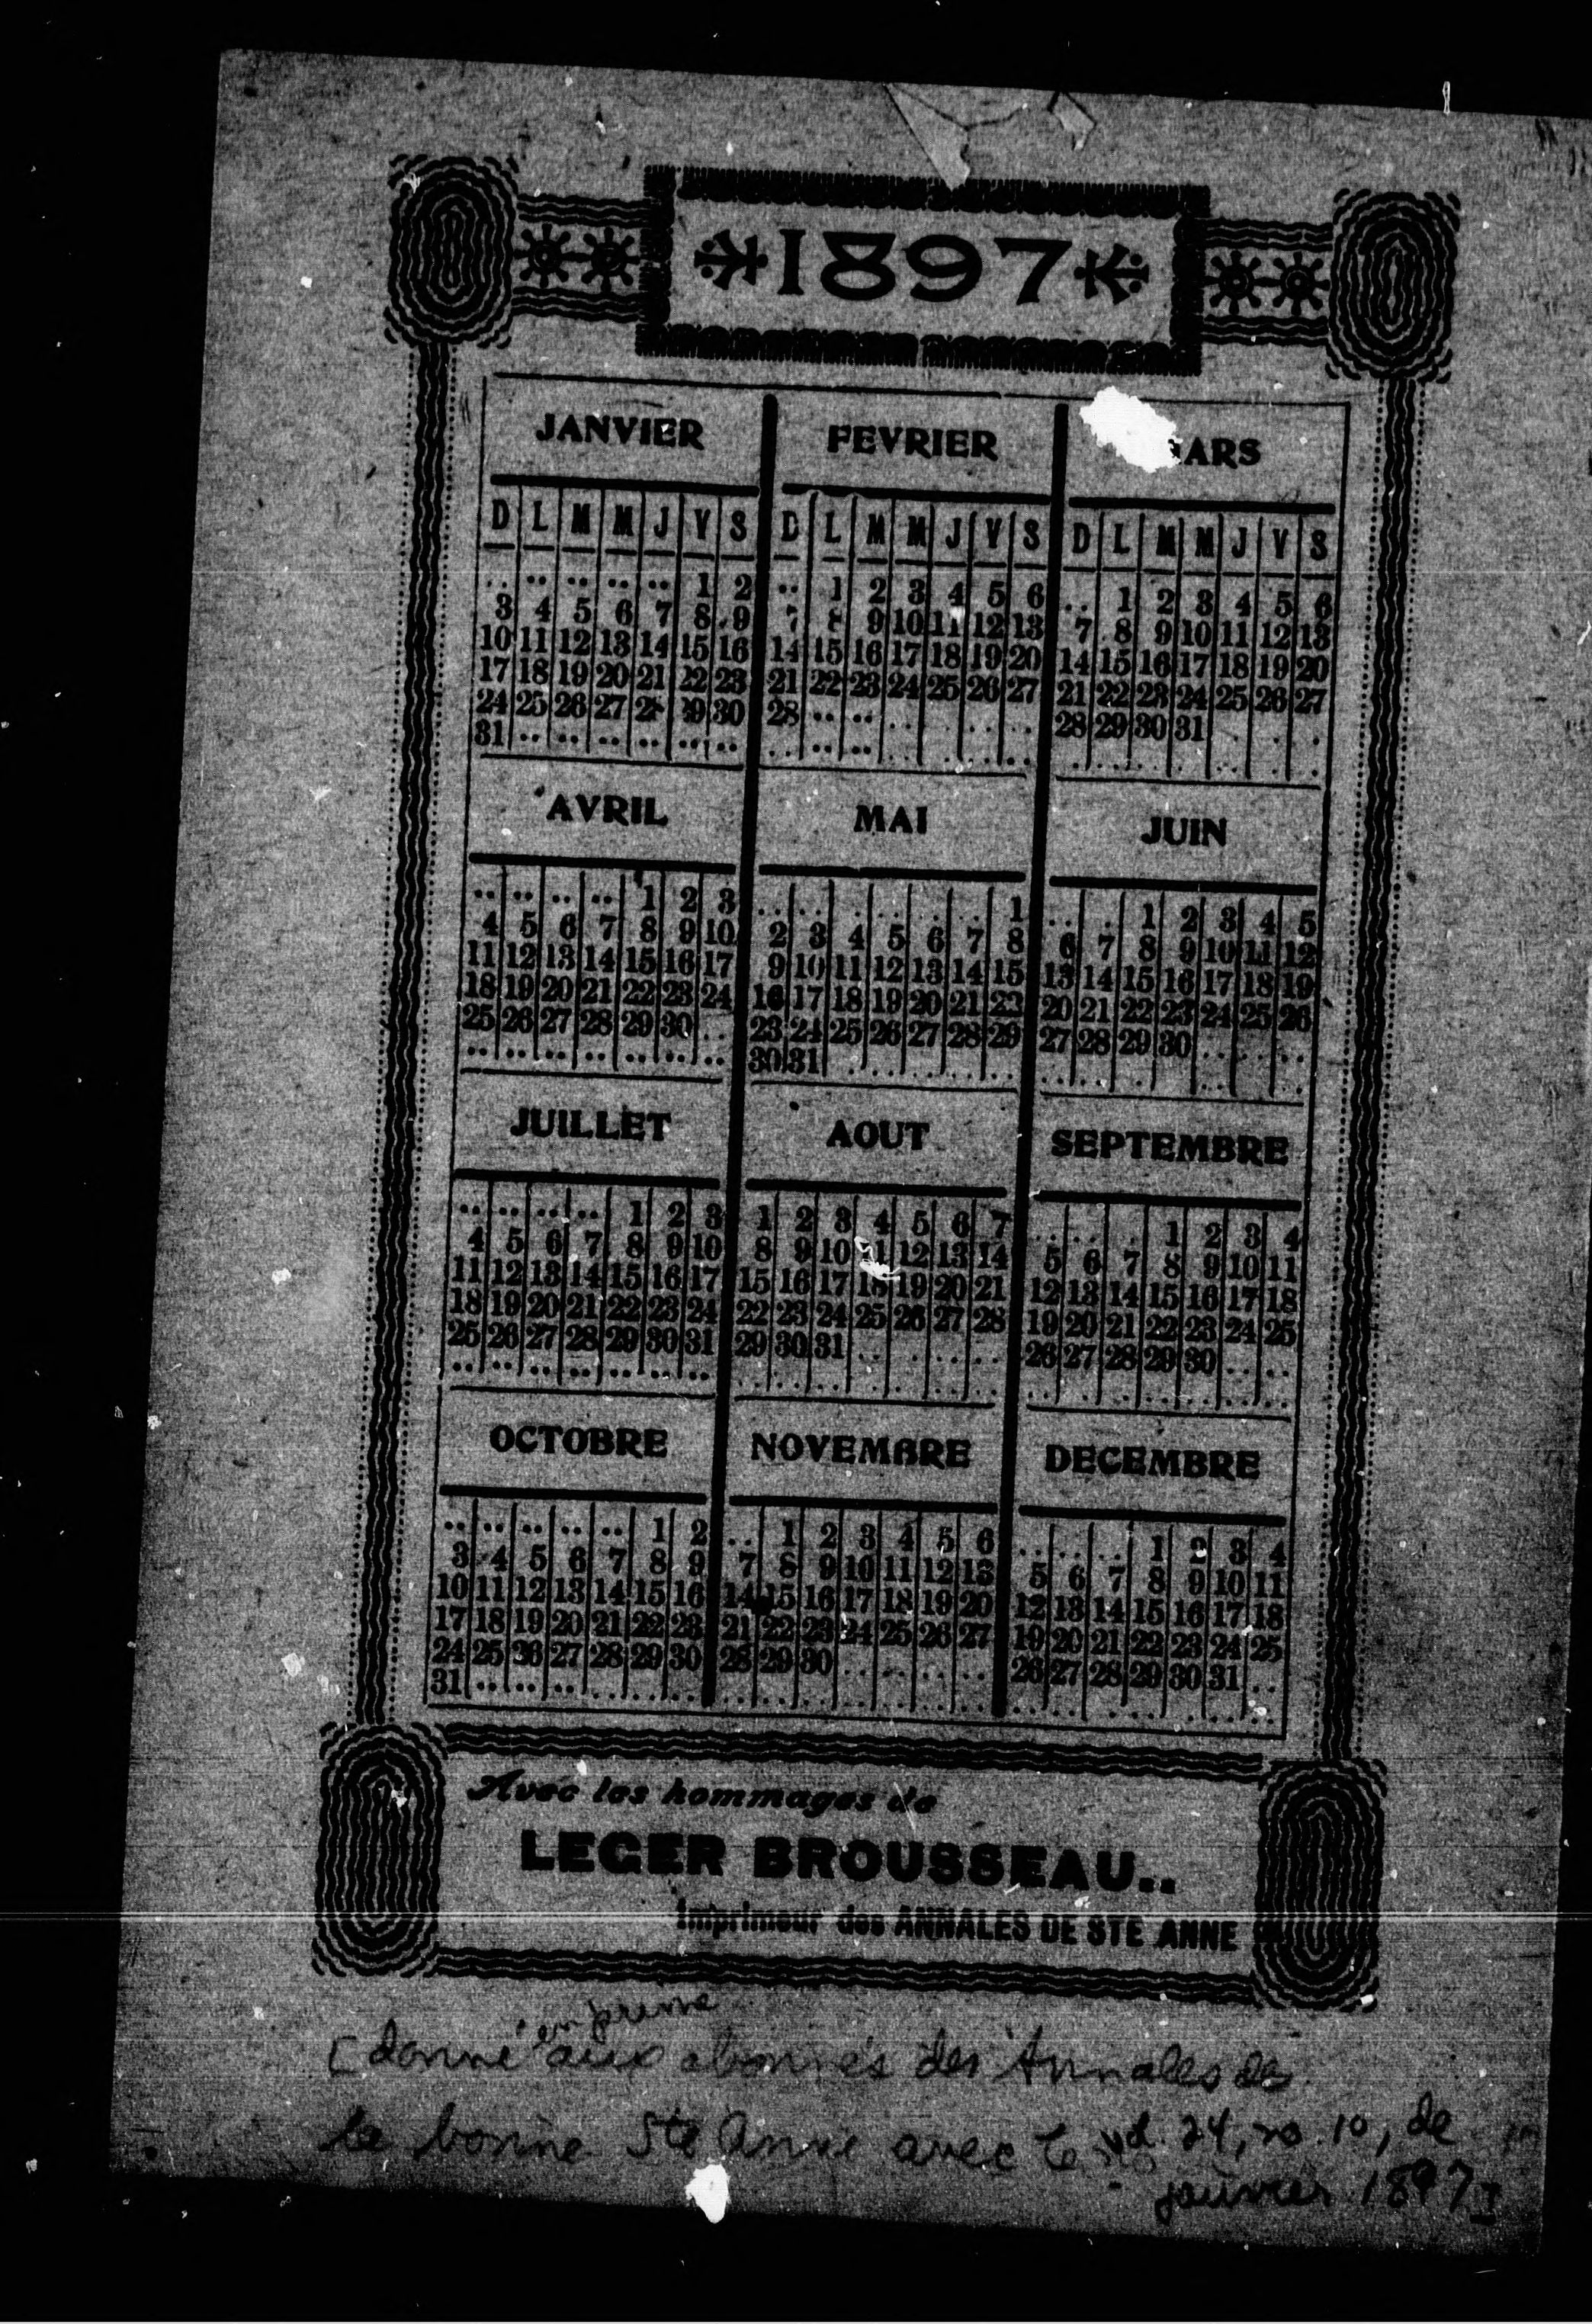 1897
JANVIER
D L M M J V S
.. .. .. .. .. 1 2
3 4 5 6 7 8 9
10 11 12 13 14 15 16
17 18 19 20 21 22 23
24 25 26 27 28 29 30
31 .. .. .. .. .. ..
FEVRIER
D L M M J V S
.. 1 2 3 4 5 6
7 8 9 10 11 12 13
14 15 16 17 18 19 20
21 22 23 24 25 26 27
28 .. .. .. .. .. ..
.. .. .. .. .. .. ..
ARS
D L M M J V S
.. 1 2 3 4 5 6
7 8 9 10 11 12 13
14 15 16 17 18 19 20
21 22 23 24 25 26 27
28 29 30 31 .. .. ..
.. .. .. .. .. .. ..
AVRIL
.. .. .. .. 1 2 3
4 5 6 7 8 9 10
11 12 13 14 15 16 17
18 19 20 21 22 23 24
25 26 27 28 29 30 ..
.. .. .. .. .. .. ..
MAI
.. .. .. .. .. .. 1
2 3 4 5 6 7 8
9 10 11 12 13 14 15
16 17 18 19 20 21 22
23 24 25 26 27 28 29
30 31 .. .. .. .. ..
JUIN
.. .. 1 2 3 4 5
6 7 8 9 10 11 12
13 14 15 16 17 18 19
20 21 22 23 24 25 26
27 28 29 30 .. .. ..
.. .. .. .. .. .. ..
JUILLET
.. .. .. .. 1 2 3
4 5 6 7 8 9 10
11 12 13 14 15 16 17
18 19 20 21 22 23 24
25 26 27 28 29 30 31
.. .. .. .. .. .. ..
AOUT
1 2 3 4 5 6 7
8 9 10 11 12 13 14
15 16 17 18 19 20 21
22 23 24 25 26 27 28
29 30 31 .. .. .. ..
.. .. .. .. .. .. ..
SEPTEMBRE
.. .. .. 1 2 3 4
5 6 7 8 9 10 11
12 13 14 15 16 17 18
19 20 21 22 23 24 25
26 27 28 29 30 .. ..
.. .. .. .. .. .. ..
OCTOBRE
.. .. .. .. .. 1 2
3 4 5 6 7 8 9
10 11 12 13 14 15 16
17 18 19 20 21 22 23
24 25 26 27 28 29 30
31 .. .. .. .. .. ..
NOVEMBRE
.. 1 2 3 4 5 6
7 8 9 10 11 12 13
14 15 16 17 18 19 20
21 22 23 24 25 26 27
28 29 30 .. .. .. ..
.. .. .. .. .. .. ..
DECEMBRE
.. .. .. 1 2 3 4
5 6 7 8 9 10 11
12 13 14 15 16 17 18
19 20 21 22 23 24 25
26 27 28 29 30 31 ..
.. .. .. .. .. .. ..
Avec les hommages de
LEGER BROUSSEAU..
Imprimeur des ANNALES DE STE ANNE
en prime
[donné aux abonnés des Annales de
la bonne Ste Anne avec le vol. 24, no. 10, de
janvier 1897]